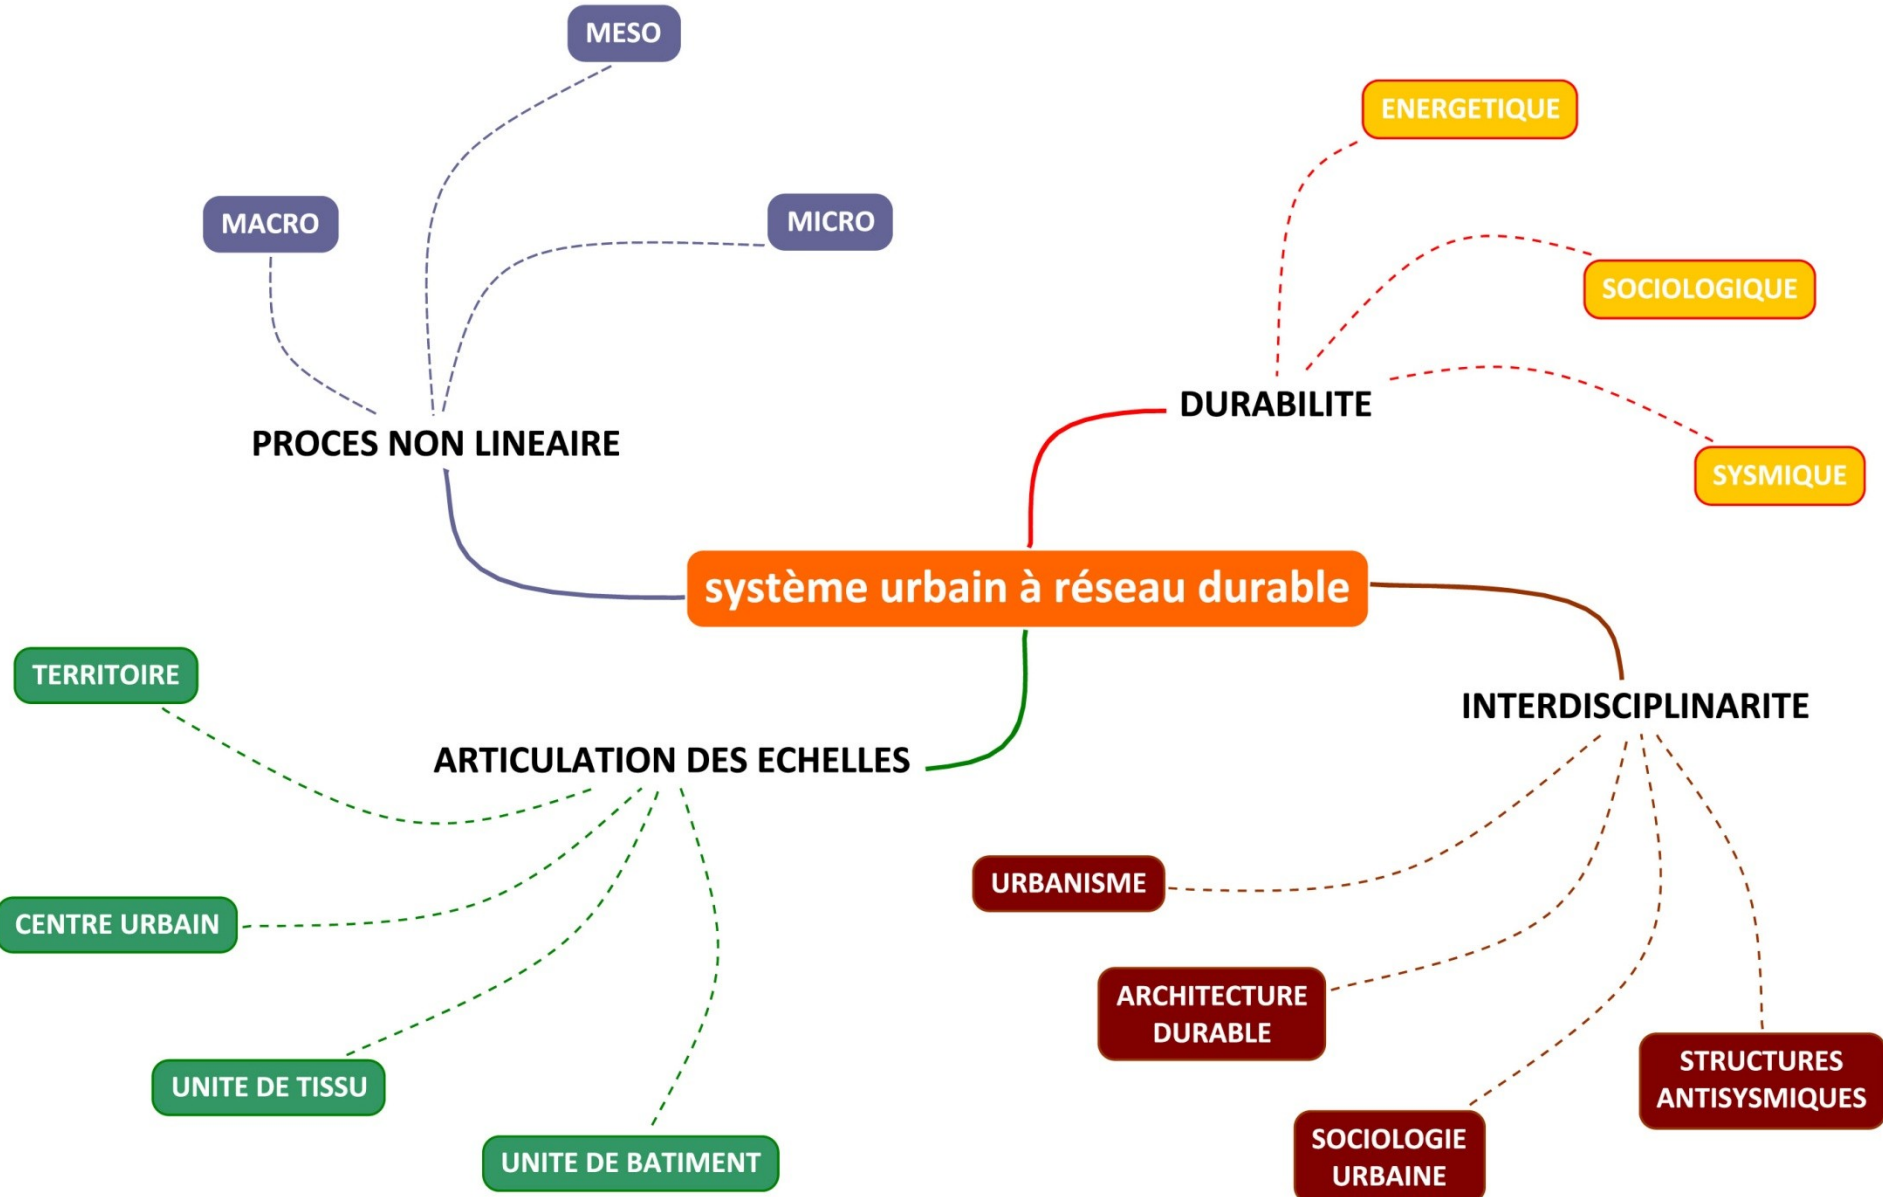 MESO
MACRO
MICRO
PROCES NON LINEAIRE
ENERGETIQUE
SOCIOLOGIQUE
DURABILITE
SYSMIQUE
système urbain à réseau durable
TERRITOIRE
ARTICULATION DES ECHELLES
CENTRE URBAIN
UNITE DE TISSU
UNITE DE BATIMENT
INTERDISCIPLINARITE
URBANISME
ARCHITECTURE
DURABLE
SOCIOLOGIE
URBAINE
STRUCTURES
ANTISYSMIQUES